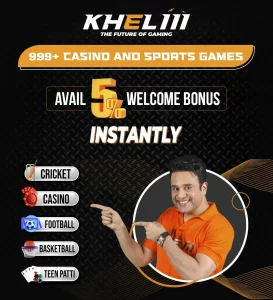 KHEL111
THE FUTURE OF GAMING
999+ CASINO AND SPORTS GAMES
AVAIL 5% WELCOME BONUS
INSTANTLY
CRICKET
CASINO
FOOTBALL
BASKETBALL
TEEN PATTI